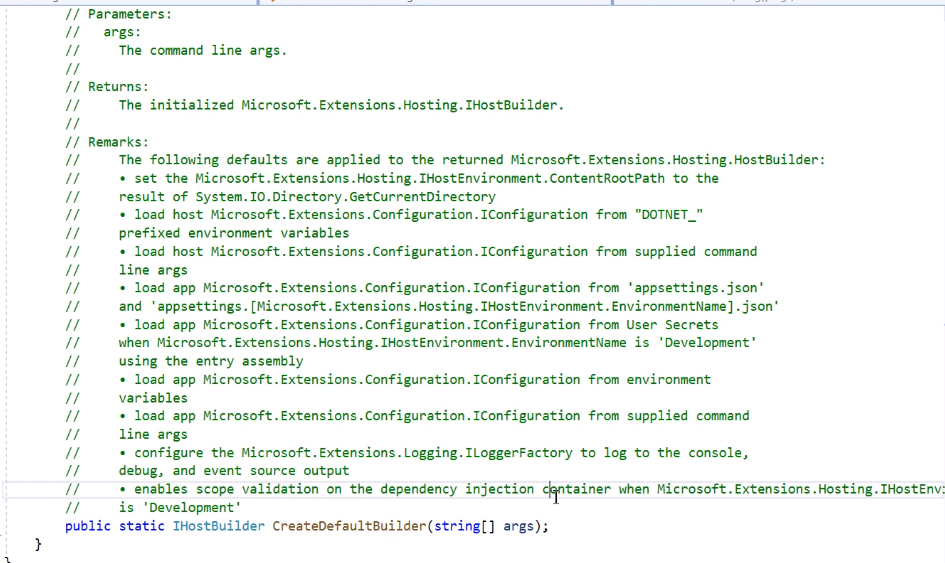 // Parameters:
// args:
// The command line args.
//
// Returns:
// The initialized Microsoft.Extensions.Hosting.IHostBuilder.
//
// Remarks:
// The following defaults are applied to the returned Microsoft.Extensions.Hosting.HostBuilder:
// • set the Microsoft.Extensions.Hosting.IHostEnvironment.ContentRootPath to the
// result of System.IO.Directory.GetCurrentDirectory
// • load host Microsoft.Extensions.Configuration.IConfiguration from "DOTNET_"
// prefixed environment variables
// • load host Microsoft.Extensions.Configuration.IConfiguration from supplied command
// line args
// • load app Microsoft.Extensions.Configuration.IConfiguration from 'appsettings.json'
// and 'appsettings.[Microsoft.Extensions.Hosting.IHostEnvironment.EnvironmentName].json'
// • load app Microsoft.Extensions.Configuration.IConfiguration from User Secrets
// when Microsoft.Extensions.Hosting.IHostEnvironment.EnvironmentName is 'Development'
// using the entry assembly
// • load app Microsoft.Extensions.Configuration.IConfiguration from environment
// variables
// • load app Microsoft.Extensions.Configuration.IConfiguration from supplied command
// line args
// • configure the Microsoft.Extensions.Logging.ILoggerFactory to log to the console,
// debug, and event source output
// • enables scope validation on the dependency injection container when Microsoft.Extensions.Hosting.IHostEnv
// is 'Development'
public static IHostBuilder CreateDefaultBuilder(string[] args);
}